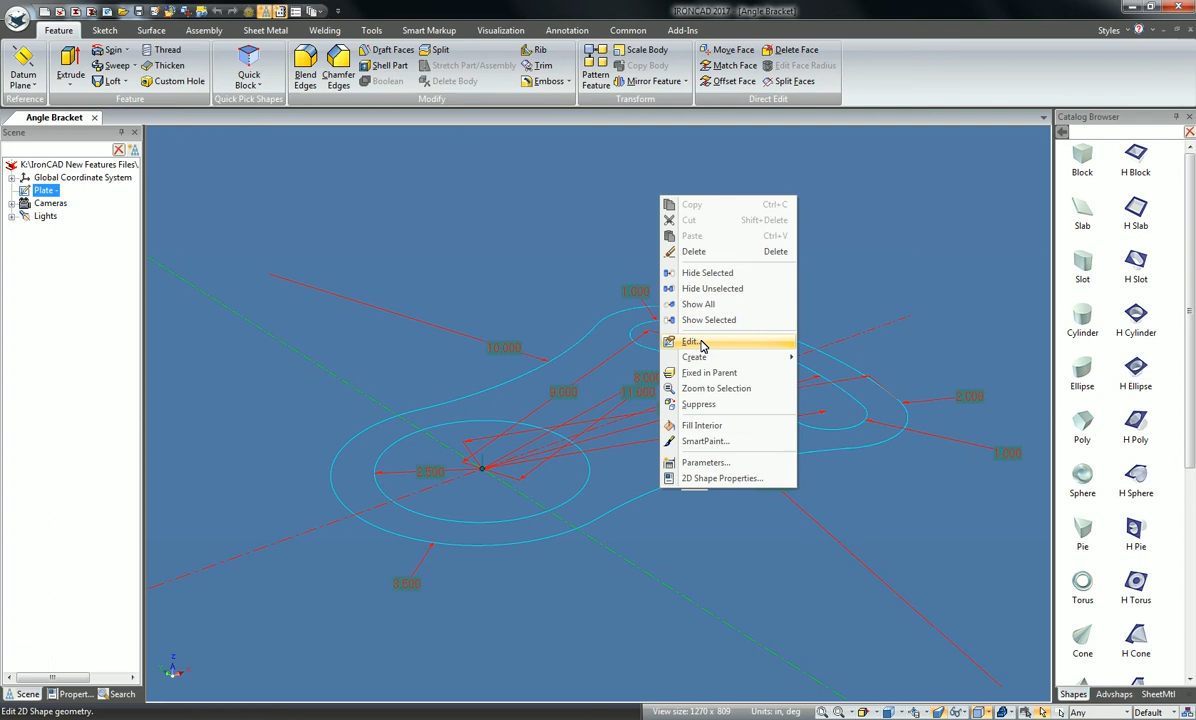 IRONCAD 2017 - [Angle Bracket]
Feature Sketch Surface Assembly Sheet Metal Welding Tools Smart Markup Visualization Annotation Common Add-Ins Styles
Datum Plane
Reference
Extrude
Spin
Sweep
Loft
Thread
Thicken
Custom Hole
Feature
Quick Block
Quick Pick Shapes
Blend Edges
Chamfer Edges
Draft Faces
Shell Part
Boolean
Split
Stretch Part/Assembly
Delete Body
Rib
Trim
Emboss
Modify
Pattern Feature
Scale Body
Copy Body
Mirror Feature
Transform
Move Face
Match Face
Offset Face
Delete Face
Edit Face Radius
Split Faces
Direct Edit
Angle Bracket
Scene
K:\IronCAD New Features Files\
Global Coordinate System
Plate -
Cameras
Lights
Scene Propert... Search
1.000
10.000
9.000
8.000
11.000
2.500
3.500
2.000
1.000
Z
Copy Ctrl+C
Cut Shift+Delete
Paste Ctrl+V
Delete Delete
Hide Selected
Hide Unselected
Show All
Show Selected
Edit...
Create
Fixed in Parent
Zoom to Selection
Suppress
Fill Interior
SmartPaint...
Parameters...
2D Shape Properties...
Catalog Browser
Block H Block
Slab H Slab
Slot H Slot
Cylinder H Cylinder
Ellipse H Ellipse
Poly H Poly
Sphere H Sphere
Pie H Pie
Torus H Torus
Cone H Cone
Shapes Advshaps SheetMtl
Edit 2D Shape geometry.
View size: 1270 x 809 Units: in, deg
Any
Default